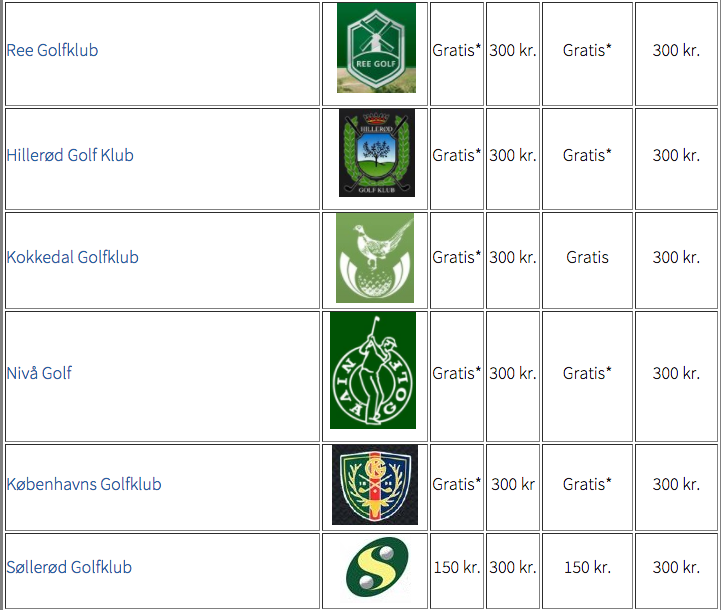 Ree Golfklub
REE GOLF
Gratis* 300 kr. Gratis* 300 kr.
Hillerød Golf Klub
HILLERØD
GOLF KLUB
Gratis* 300 kr. Gratis* 300 kr.
Kokkedal Golfklub
Gratis* 300 kr. Gratis 300 kr.
Nivå Golf
NIVÅ GOLF
Gratis* 300 kr. Gratis* 300 kr.
Københavns Golfklub
Gratis* 300 kr Gratis* 300 kr.
Søllerød Golfklub
S
150 kr. 300 kr. 150 kr. 300 kr.